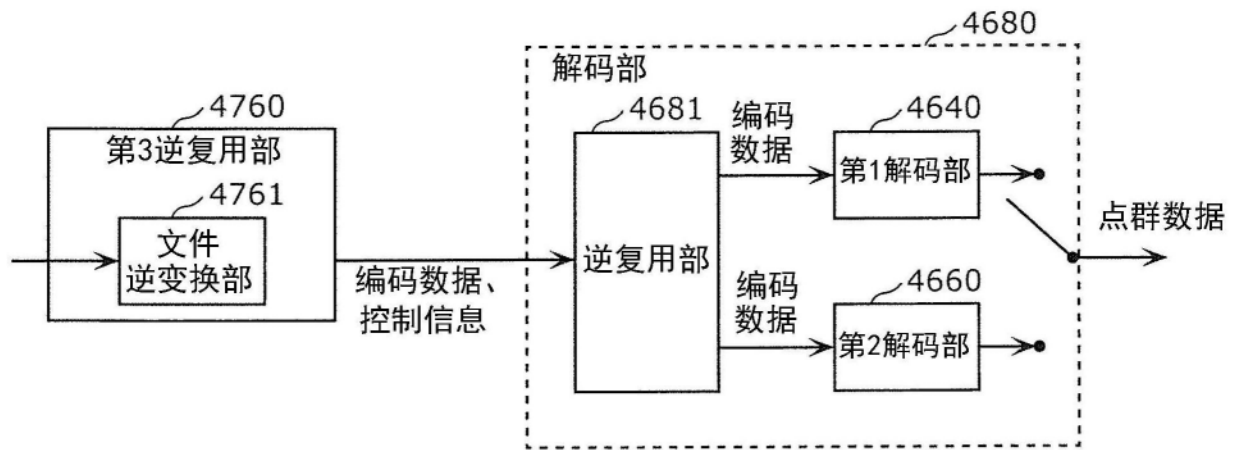 4760
第3逆复用部
4761
文件
逆变换部
编码数据、
控制信息
4680
解码部
4681
逆复用部
编码
数据
4640
第1解码部
编码
数据
4660
第2解码部
点群数据